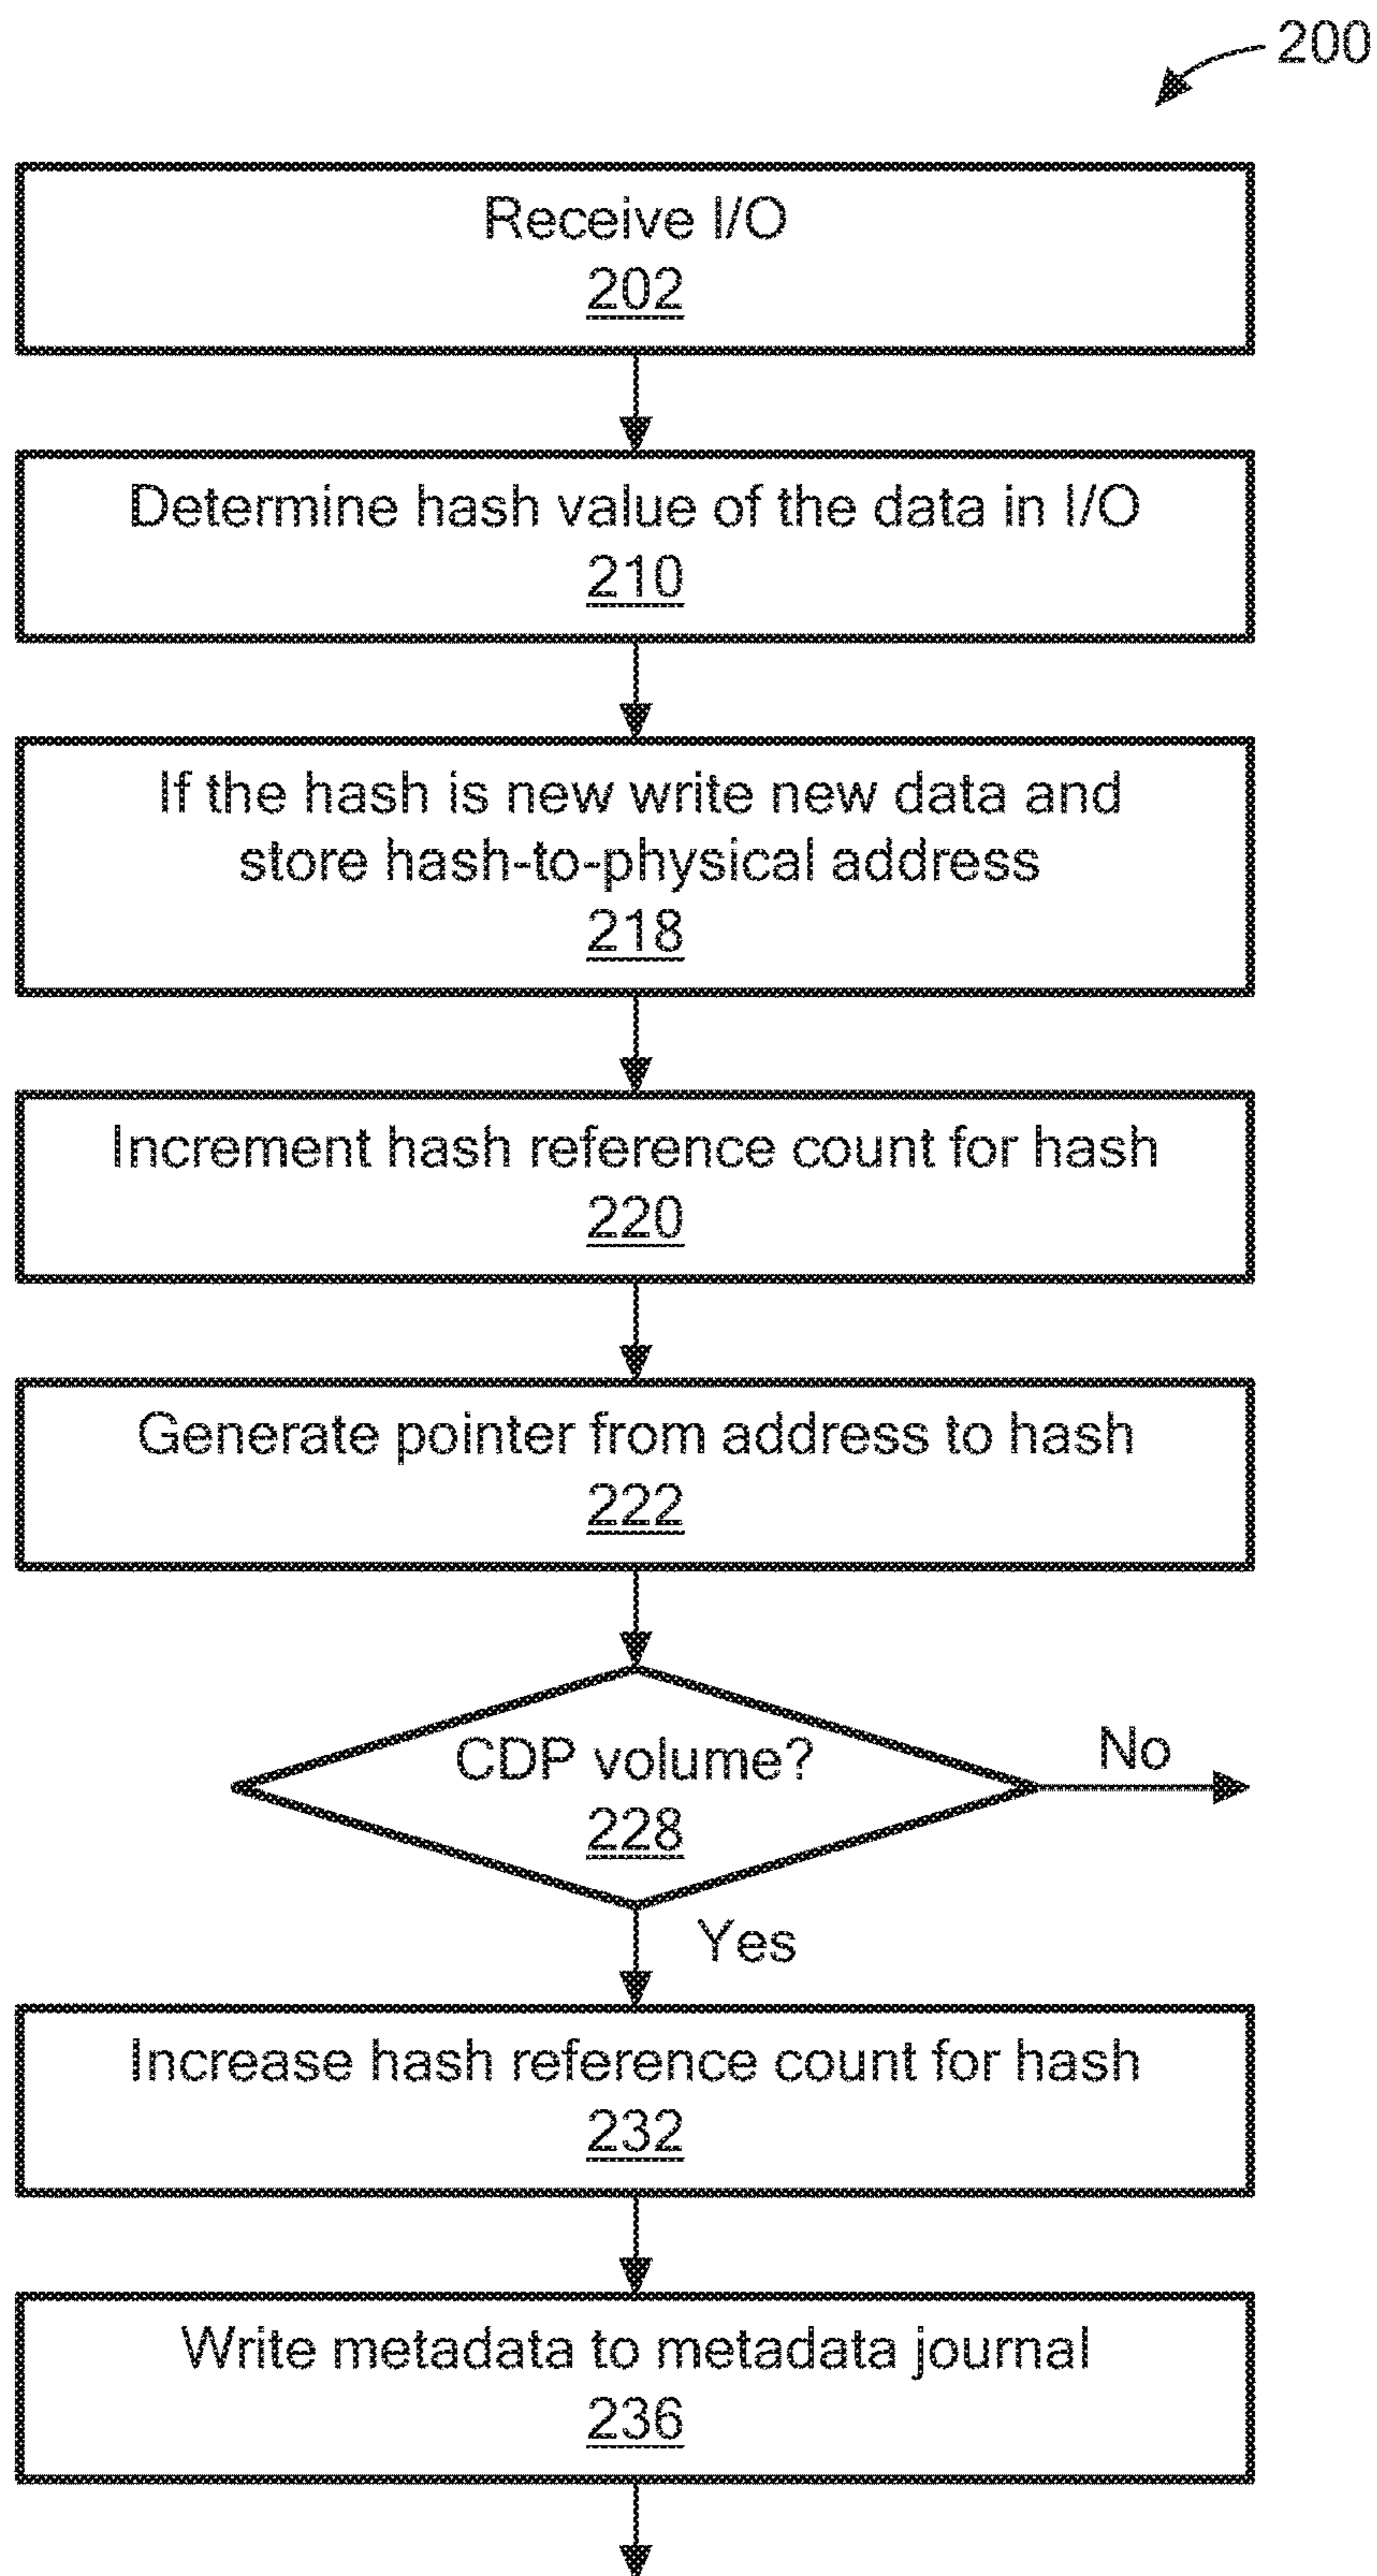 200
Receive I/O
202
Determine hash value of the data in I/O
210
If the hash is new write new data and
store hash-to-physical address
218
Increment hash reference count for hash
220
Generate pointer from address to hash
222
CDP volume?
228
No
Yes
Increase hash reference count for hash
232
Write metadata to metadata journal
236